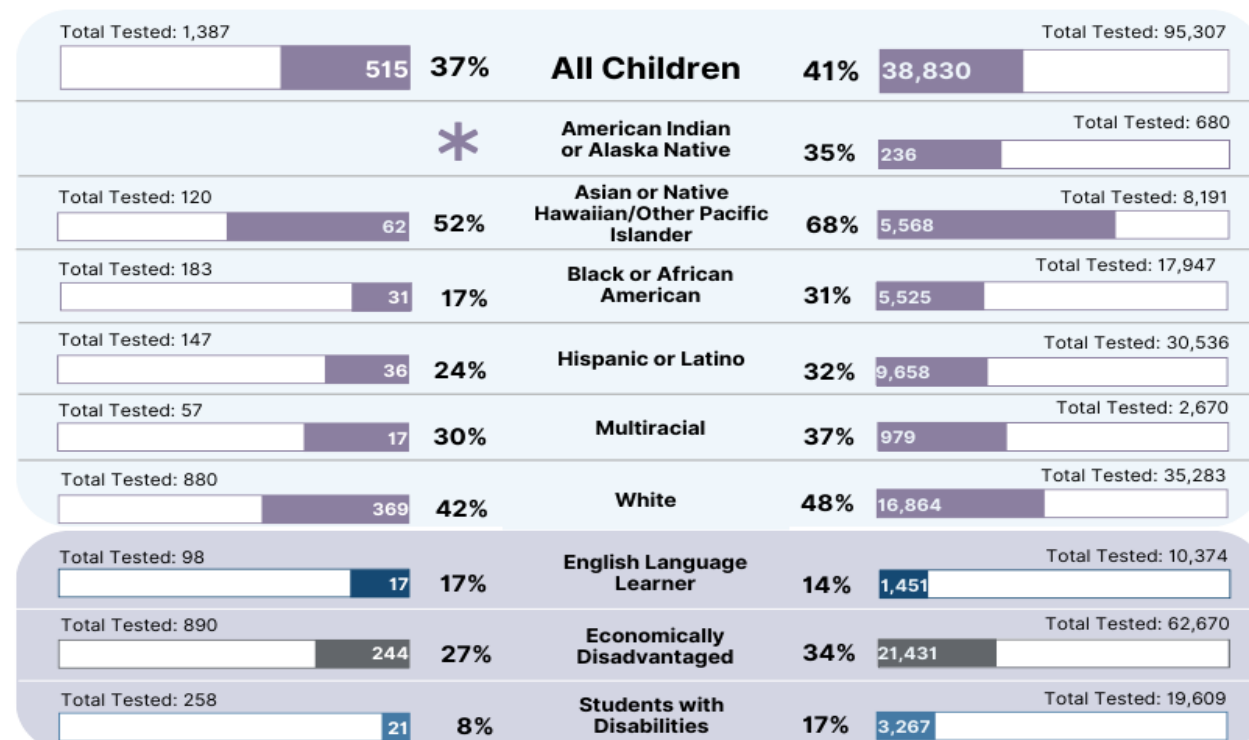 Total Tested: 1,387
Total Tested: 95,307
515 37% All Children 41% 38,830
Total Tested: 680
* American Indian
or Alaska Native 35% 236
Total Tested: 120
Asian or Native
Total Tested: 8,191
62 52% Hawaiian/Other Pacific 68% 5,568
Islander
Total Tested: 183
Total Tested: 17,947
Black or African
31 17% American 31% 5,525
Total Tested: 147
Total Tested: 30,536
36 24% Hispanic or Latino 32% 9,658
Total Tested: 57
Total Tested: 2,670
17 30% Multiracial 37% 979
Total Tested: 880
Total Tested: 35,283
369 42% White 48% 16,864
Total Tested: 98
Total Tested: 10,374
English Language
17 17% Learner 14% 1,451
Total Tested: 890
Total Tested: 62,670
Economically
244 27% Disadvantaged 34% 21,431
Total Tested: 258
Total Tested: 19,609
Students with
21 8% Disabilities 17% 3,267